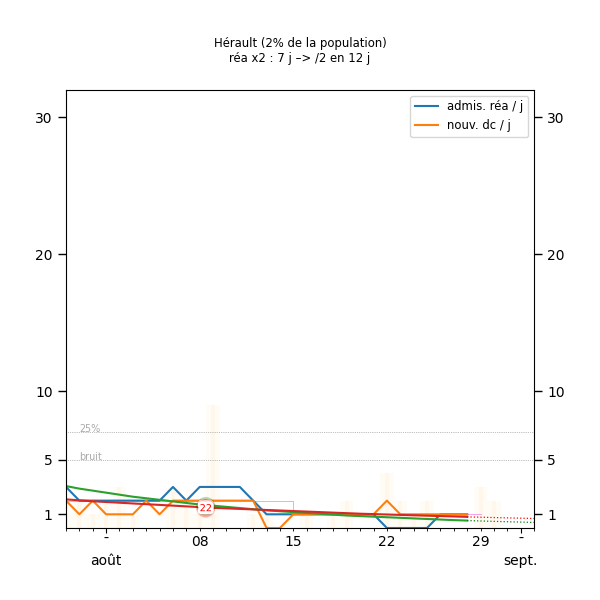 Hérault (2% de la population)
réa x2 : 7 j –> /2 en 12 j
admis. réa / j
nouv. dc / j
30
30
20
20
10
10
25%
bruit
5
5
22
1
1
-
08
15
22
29
-
août
sept.